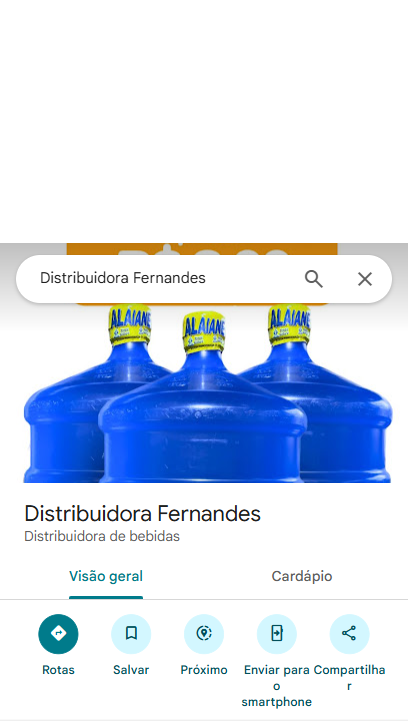 Distribuidora Fernandes
ALAIANE
ALAIANE
ALAIANE
Distribuidora Fernandes
Distribuidora de bebidas
Visão geral
Cardápio
Rotas
Salvar
Próximo
Enviar para
o
smartphone
Compartilha
r